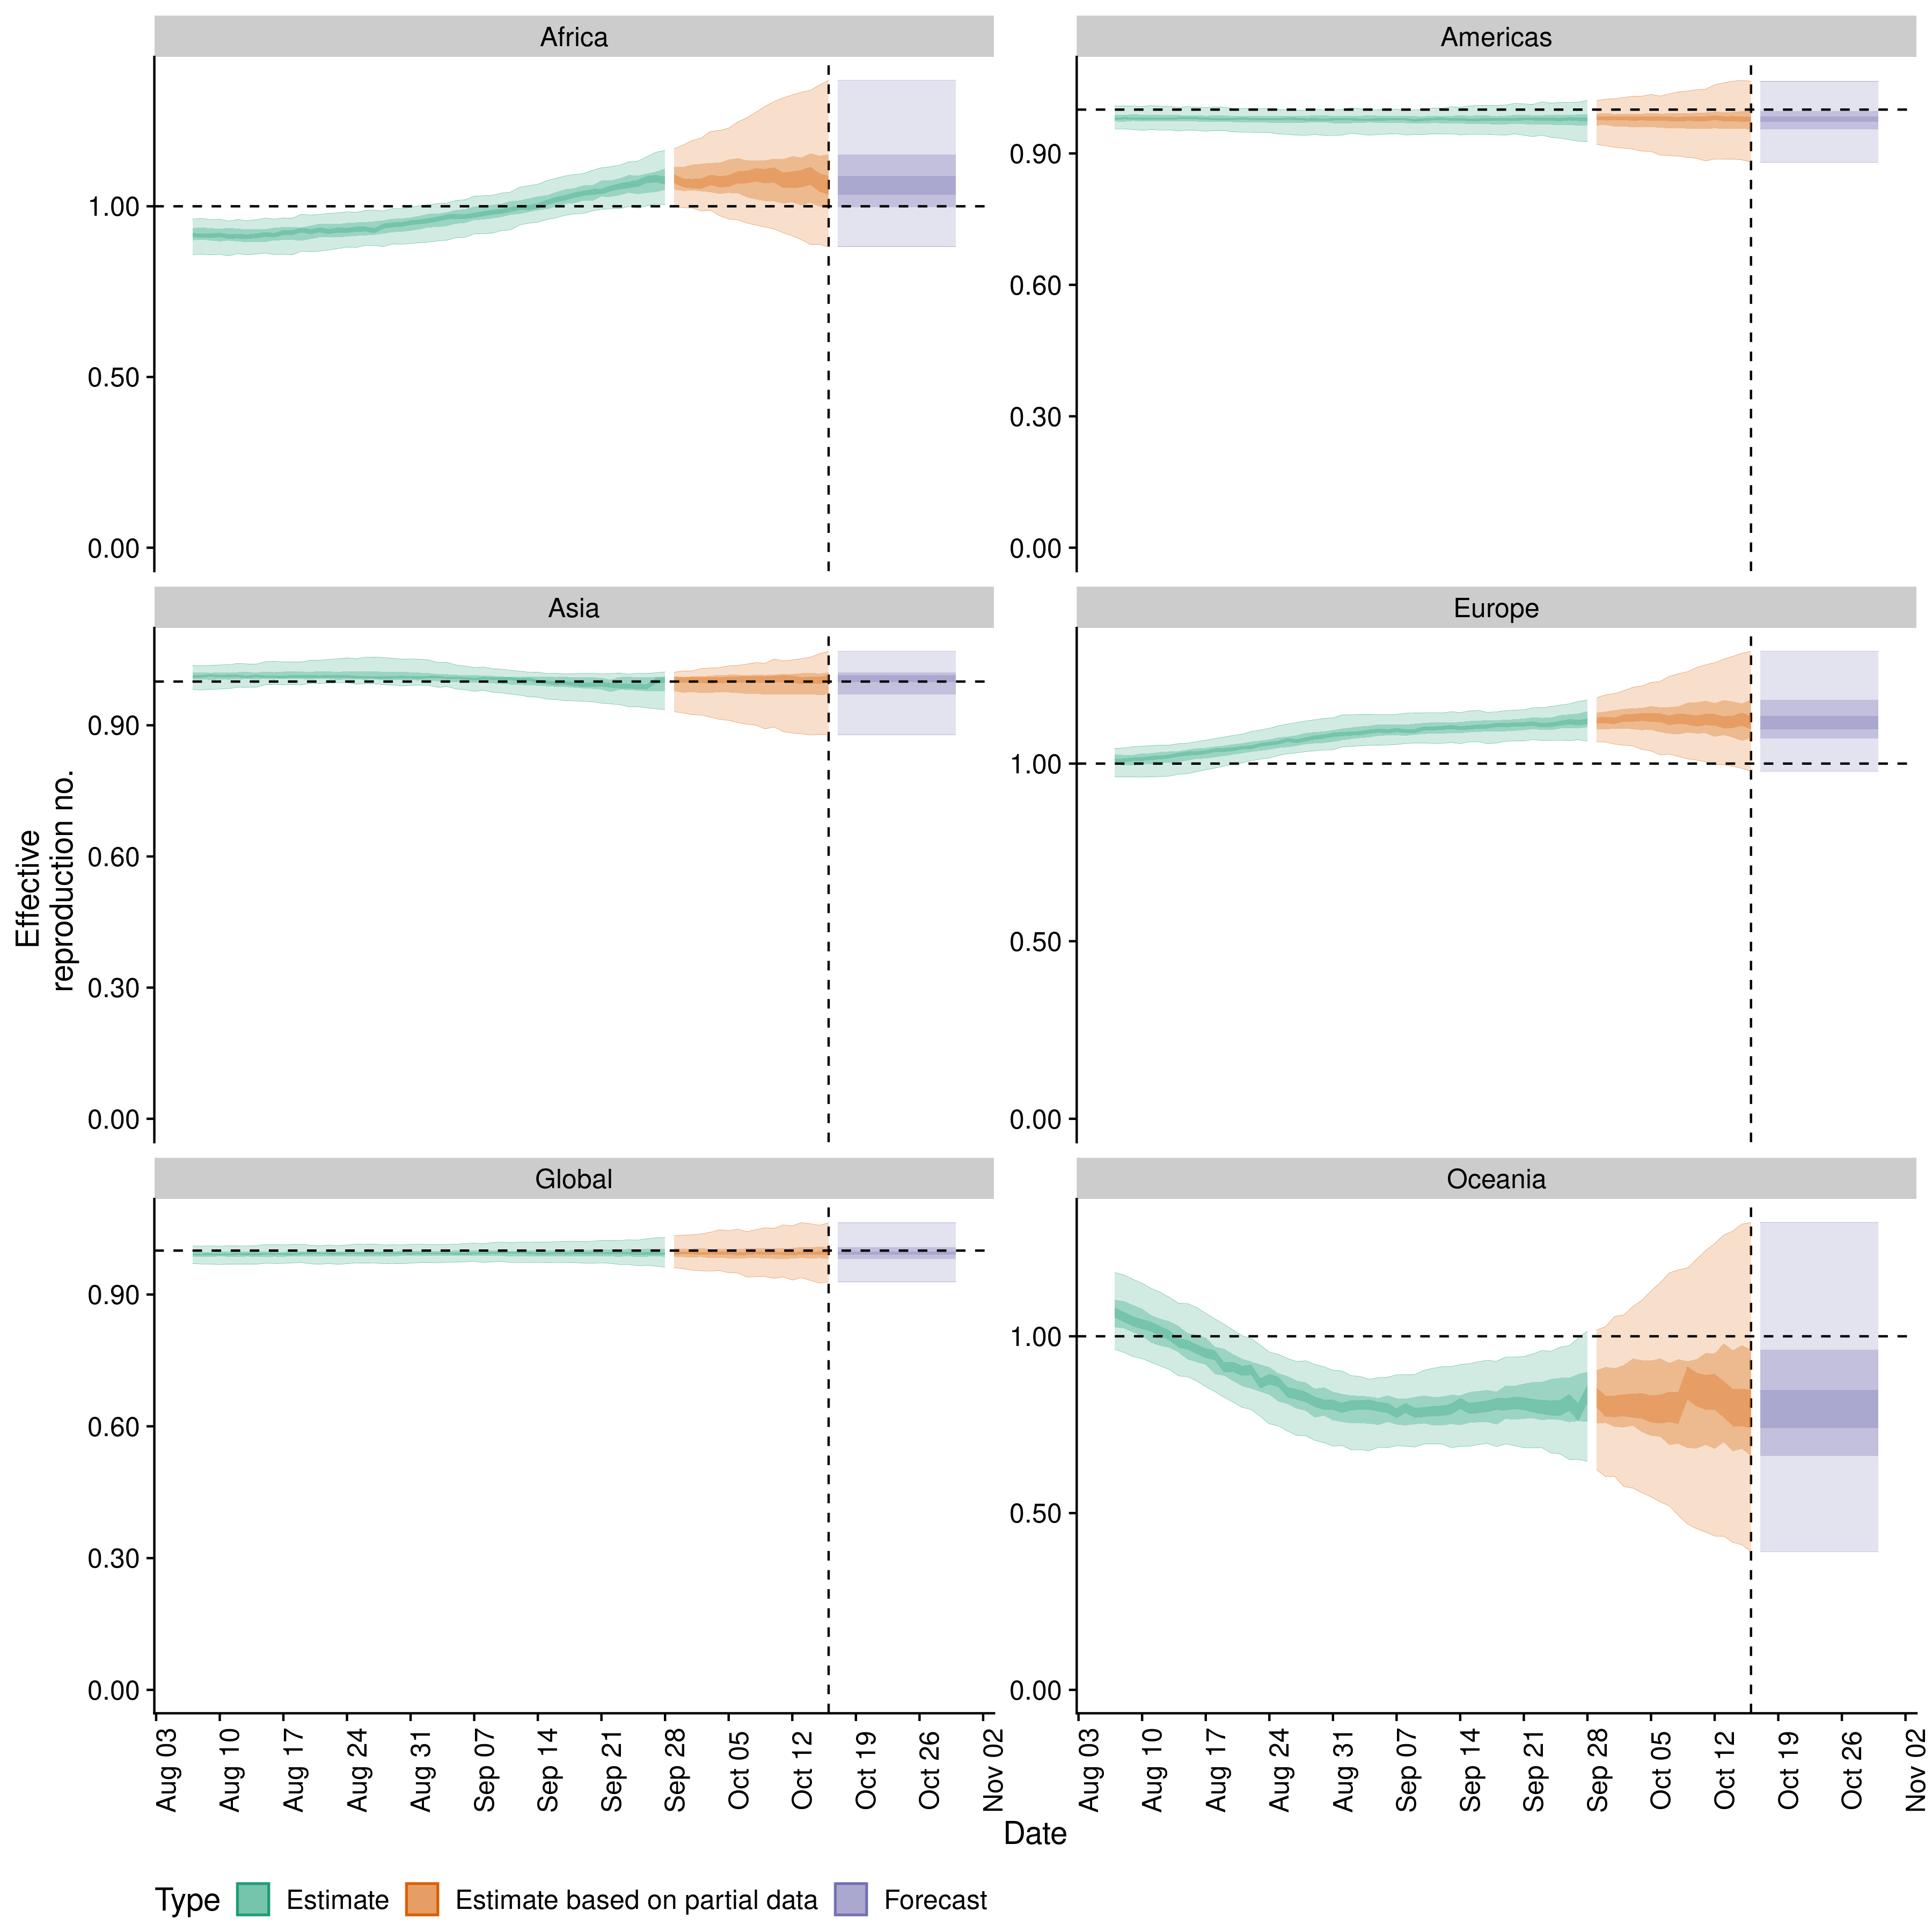 Africa
Americas
1.00
0.50
0.00
0.90
0.60
0.30
0.00
Asia
Europe
0.90
0.60
0.30
0.00
1.00
0.50
0.00
Effective
reproduction no.
Global
Oceania
0.90
0.60
0.30
0.00
1.00
0.50
0.00
Aug 03
Aug 10
Aug 17
Aug 24
Aug 31
Sep 07
Sep 14
Sep 21
Sep 28
Oct 05
Oct 12
Oct 19
Oct 26
Nov 02
Aug 03
Aug 10
Aug 17
Aug 24
Aug 31
Sep 07
Sep 14
Sep 21
Sep 28
Oct 05
Oct 12
Oct 19
Oct 26
Nov 02
Date
Type Estimate Estimate based on partial data Forecast